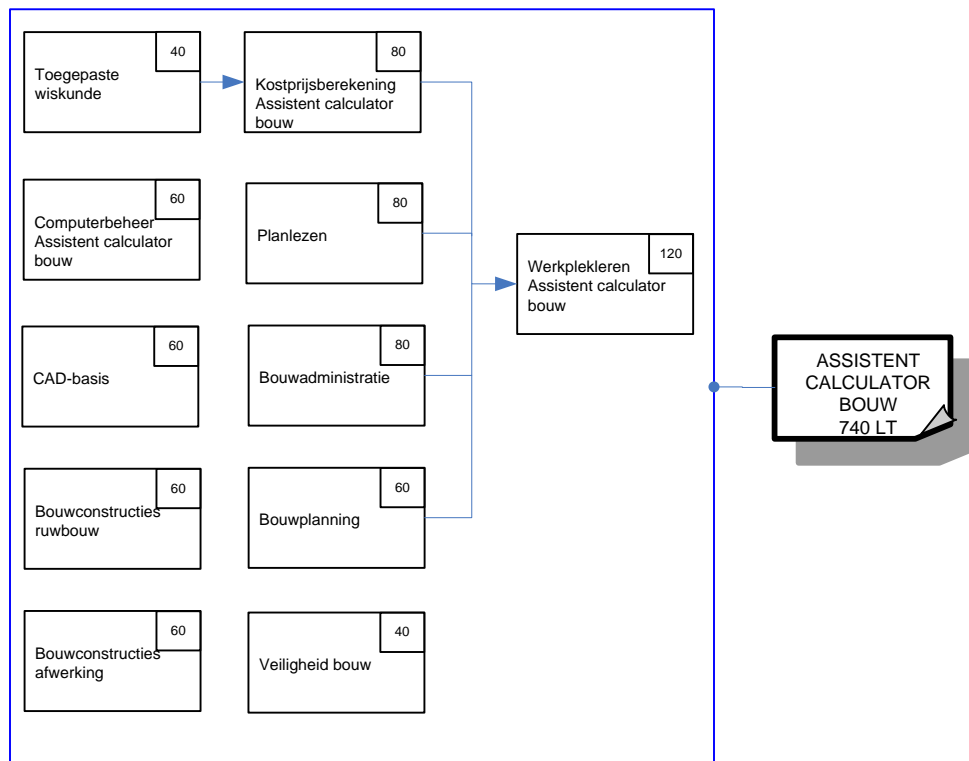 40
Toegepaste
wiskunde
80
Kostprijsberekening
Assistent calculator
bouw
60
Computerbeheer
Assistent calculator
bouw
80
Planlezen
120
Werkplekleren
Assistent calculator
bouw
60
CAD-basis
80
Bouwadministratie
ASSISTENT
CALCULATOR
BOUW
740 LT
60
Bouwconstructies
ruwbouw
60
Bouwplanning
60
Bouwconstructies
afwerking
40
Veiligheid bouw